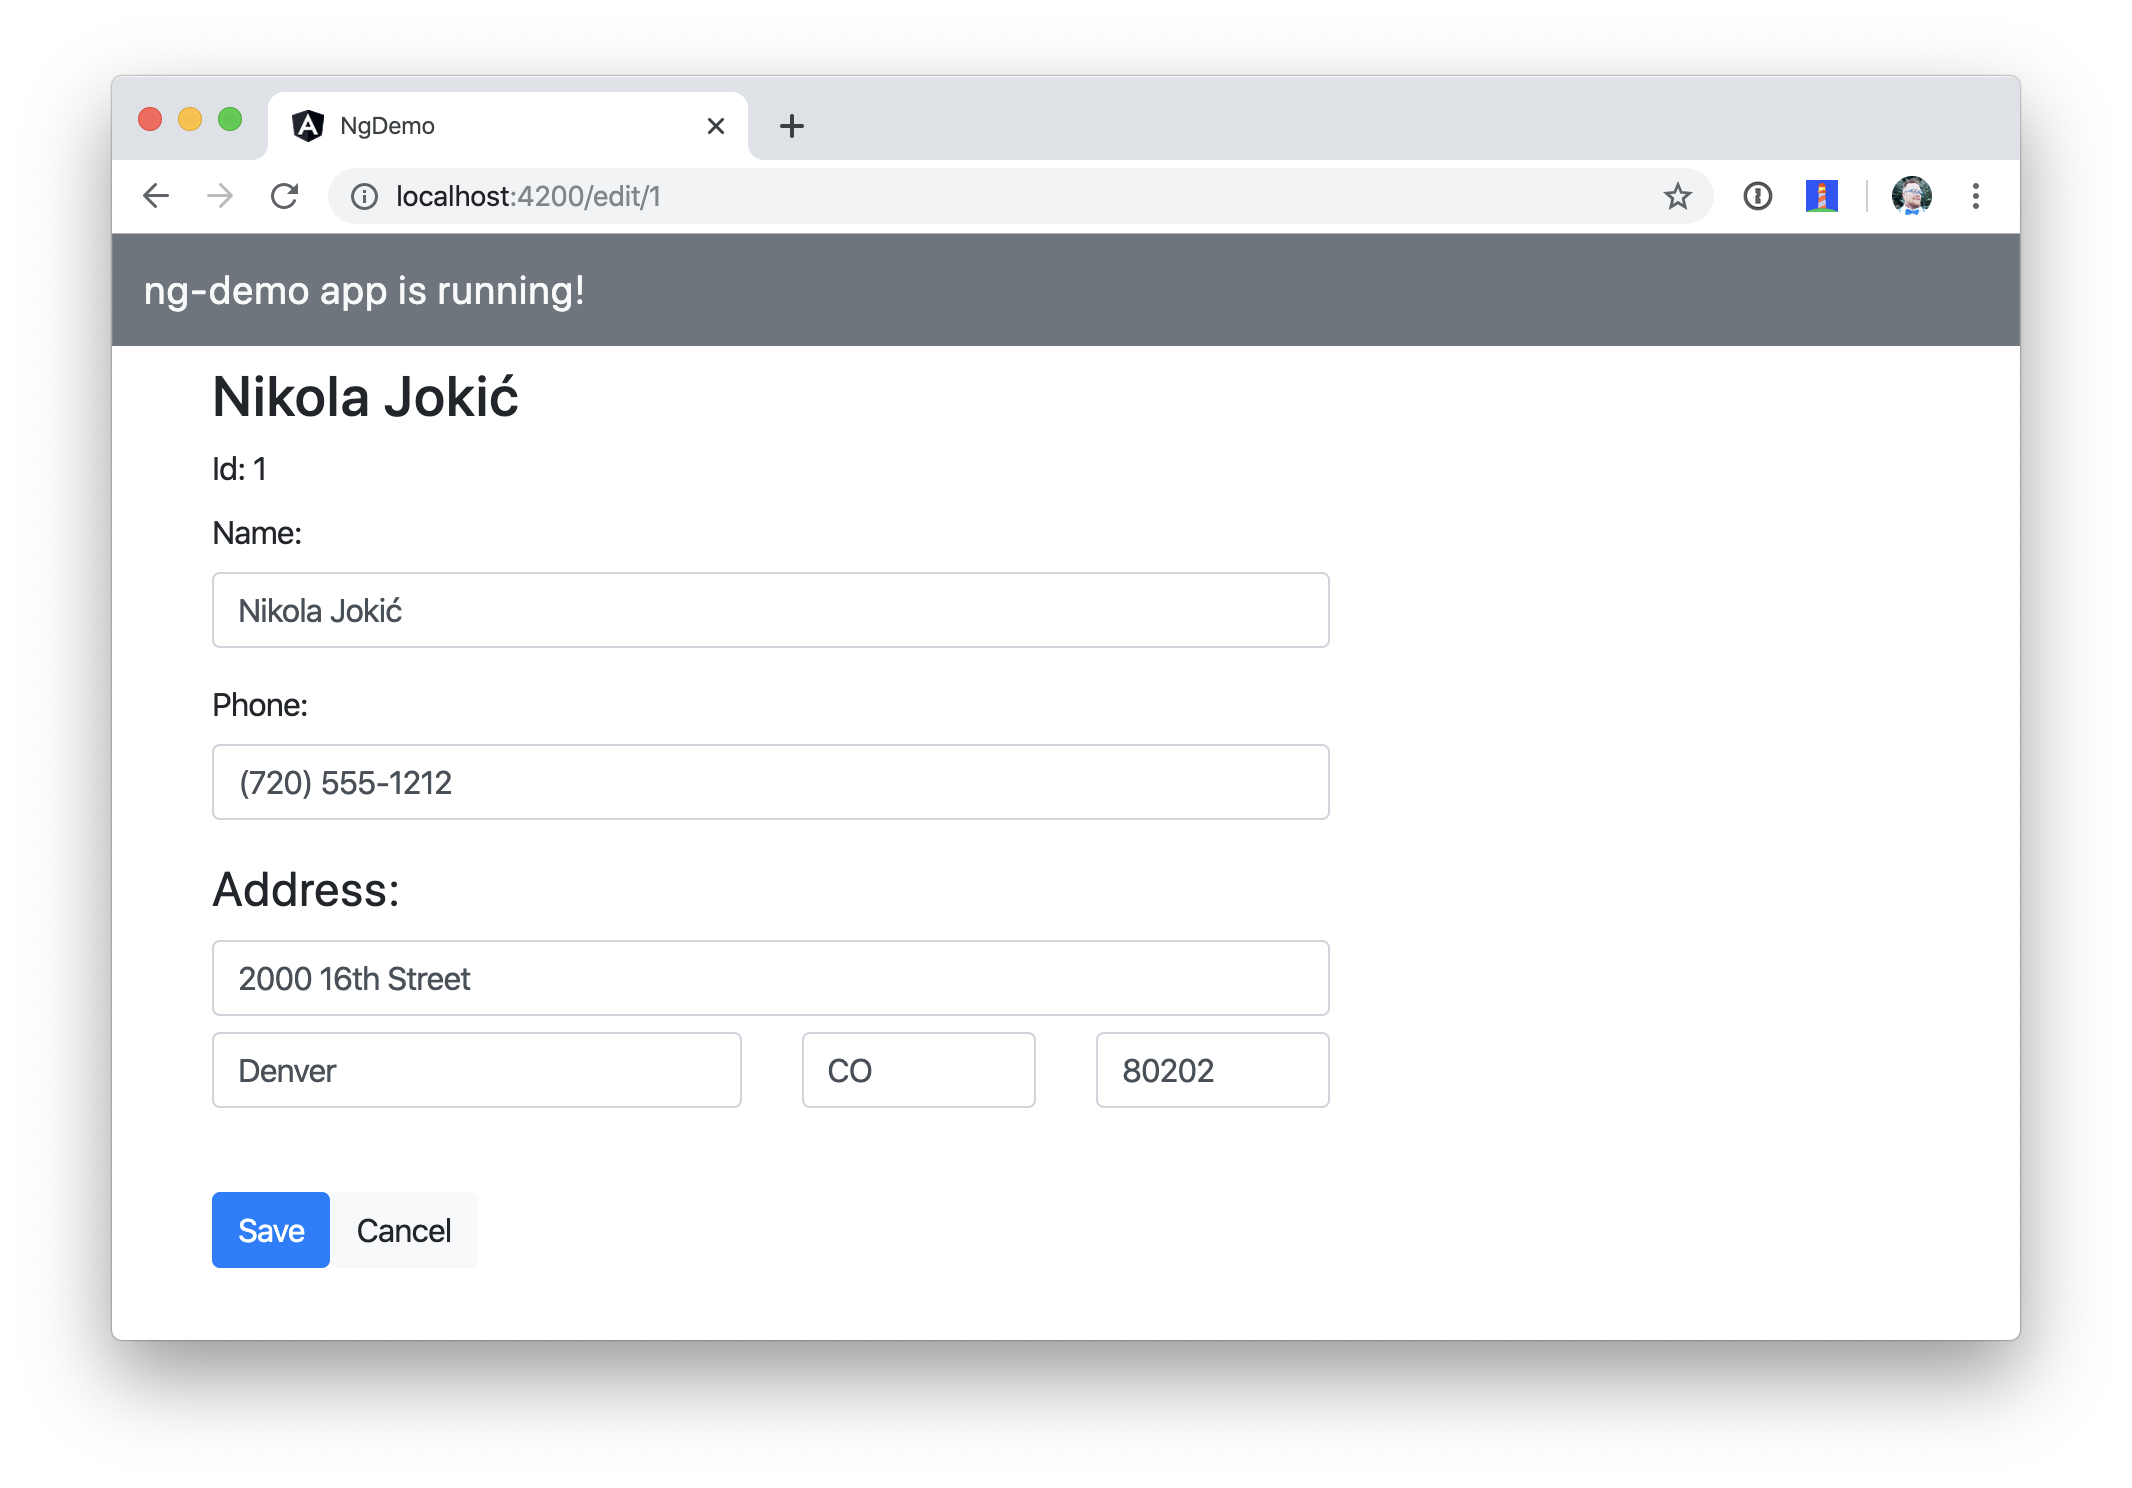 NgDemo
localhost:4200/edit/1
ng-demo app is running!
Nikola Jokić
Id: 1
Name:
Nikola Jokić
Phone:
(720) 555-1212
Address:
2000 16th Street
Denver CO 80202
Save Cancel